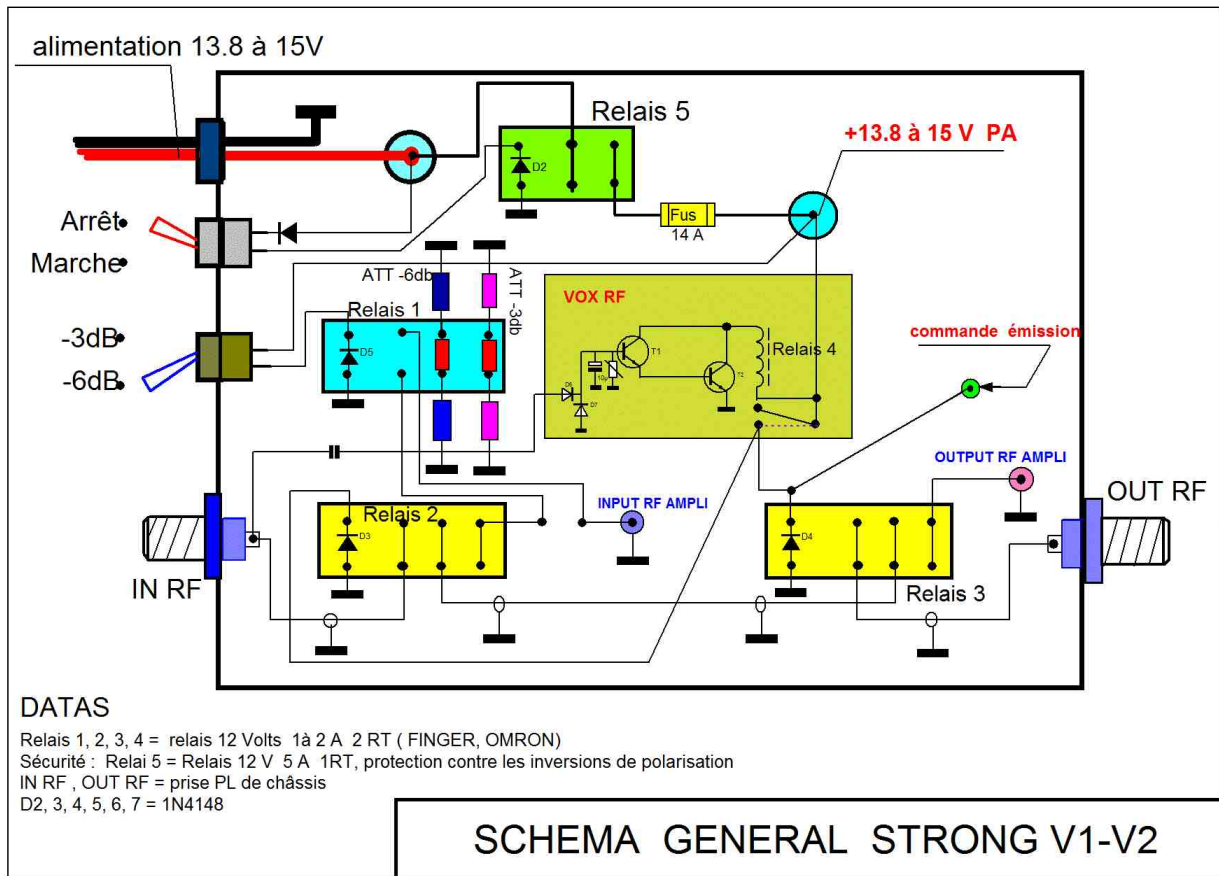 alimentation 13.8 à 15V
Relais 5
+13.8 à 15 V PA
D2
Arrêt
Marche
Fus
14 A
ATT -6db
ATT -3db
VOX RF
Relais 1
-3dB
-6dB
D5
T1
T2
Relais 4
commande émission
10µ
D6
D7
OUTPUT RF AMPLI
INPUT RF AMPLI
OUT RF
Relais 2
D3
D4
IN RF
Relais 3
DATAS
Relais 1, 2, 3, 4 = relais 12 Volts 1à 2 A 2 RT ( FINGER, OMRON)
Sécurité : Relai 5 = Relais 12 V 5 A 1RT, protection contre les inversions de polarisation
IN RF , OUT RF = prise PL de châssis
D2, 3, 4, 5, 6, 7 = 1N4148
SCHEMA GENERAL STRONG V1-V2